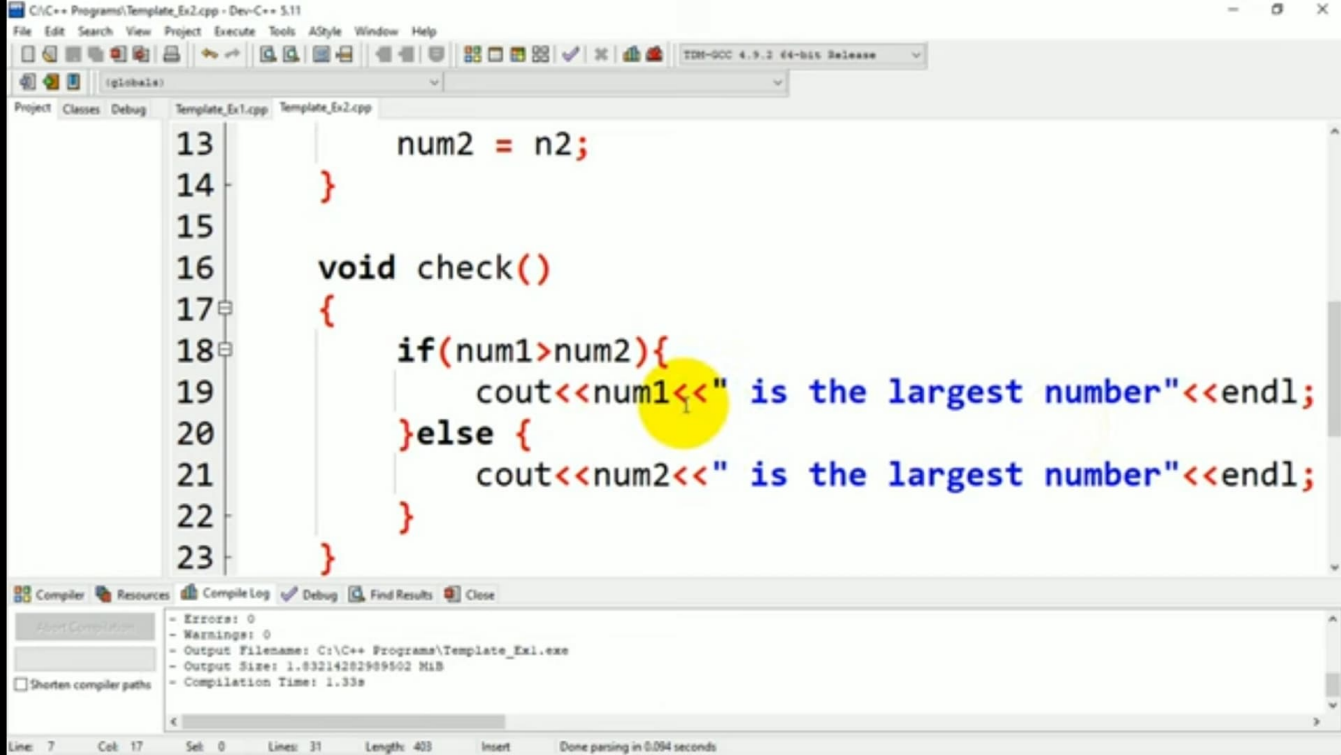 C:\C++ Programs\Template_Ex2.cpp - Dev-C++ 5.11
File Edit Search View Project Execute Tools AStyle Window Help
TDM-GCC 4.9.2 64-bit Release
(globals)
Project Classes Debug Template_Ex1.cpp Template_Ex2.cpp
13 num2 = n2;
14 }
15
16 void check()
17 {
18 if(num1>num2){
19 cout<<num1<<" is the largest number"<<endl;
20 }else {
21 cout<<num2<<" is the largest number"<<endl;
22 }
23 }
Compiler Resources Compile Log Debug Find Results Close
Abort Compilation
- Errors: 0
- Warnings: 0
- Output Filename: C:\C++ Programs\Template_Ex1.exe
- Output Size: 1.83214282989502 MiB
- Compilation Time: 1.33s
Shorten compiler paths
Line: 7 Col: 17 Sel: 0 Lines: 31 Length: 403 Insert Done parsing in 0.094 seconds